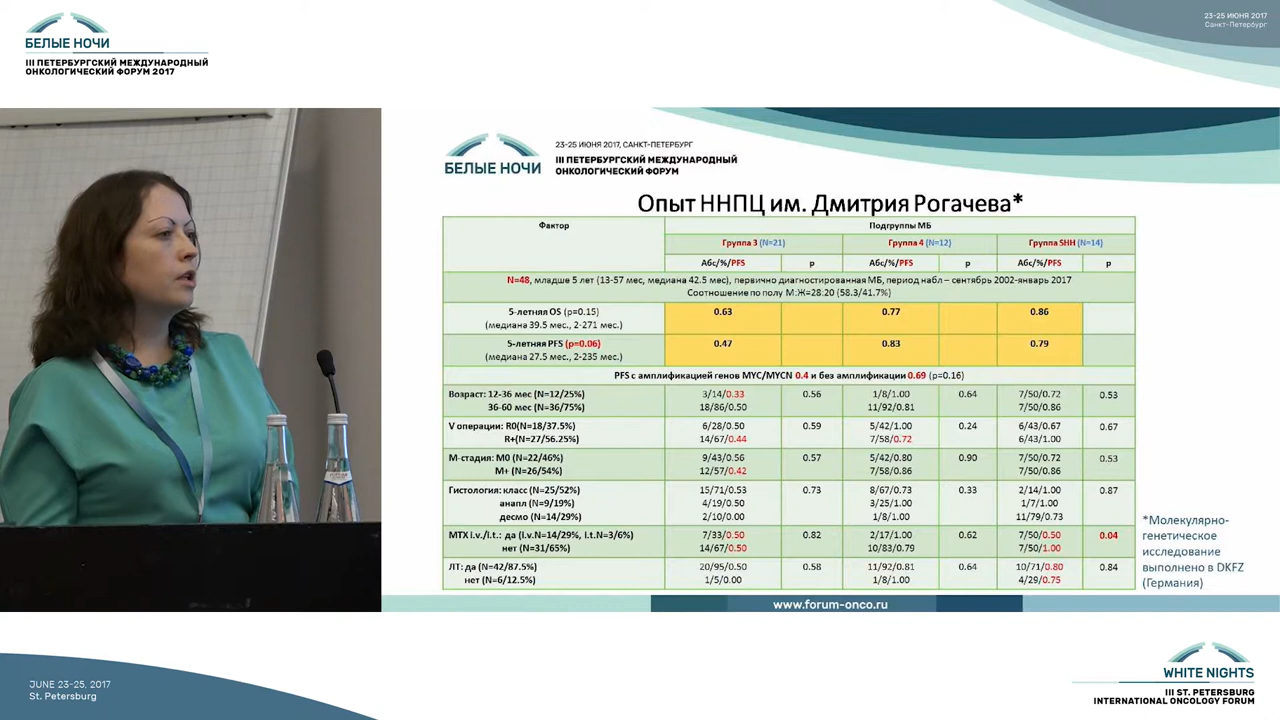 БЕЛЫЕ НОЧИ
III ПЕТЕРБУРГСКИЙ МЕЖДУНАРОДНЫЙ
ОНКОЛОГИЧЕСКИЙ ФОРУМ 2017
23-25 ИЮНЯ 2017
Санкт-Петербург
БЕЛЫЕ НОЧИ
23-25 ИЮНЯ 2017, САНКТ-ПЕТЕРБУРГ
III ПЕТЕРБУРГСКИЙ МЕЖДУНАРОДНЫЙ
ОНКОЛОГИЧЕСКИЙ ФОРУМ
Опыт ННПЦ им. Дмитрия Рогачева*
Фактор Подгруппы МБ
Группа 3 (N=21) Группа 4 (N=12) Группа SHH (N=14)
Абс/%/PFS p Абс/%/PFS p Абс/%/PFS p
N=48, младше 5 лет (13-57 мес, медиана 42.5 мес), первично диагностированная МБ, период набл – сентябрь 2002-январь 2017
Соотношение по полу М:Ж=28:20 (58.3/41.7%)
5-летняя OS (p=0.15) 0.63 0.77 0.86
(медиана 39.5 мес., 2-271 мес.)
5-летняя PFS (p=0.06) 0.47 0.83 0.79
(медиана 27.5 мес., 2-235 мес.)
PFS с амплификацией генов MYC/MYCN 0.4 и без амплификации 0.69 (p=0.16)
Возраст: 12-36 мес (N=12/25%) 3/14/0.33 0.56 1/8/1.00 0.64 7/50/0.72 0.53
36-60 мес (N=36/75%) 18/86/0.50 11/92/0.81 7/50/0.86
V операции: R0(N=18/37.5%) 6/28/0.50 0.59 5/42/1.00 0.24 6/43/0.67 0.67
R+(N=27/56.25%) 14/67/0.44 7/58/0.72 6/43/1.00
М-стадия: М0 (N=22/46%) 9/43/0.56 0.57 5/42/0.80 0.90 7/50/0.72 0.53
М+ (N=26/54%) 12/57/0.42 7/58/0.86 7/50/0.86
Гистология: класс (N=25/52%) 15/71/0.53 0.73 8/67/0.73 0.33 2/14/1.00 0.87
анапл (N=9/19%) 4/19/0.50 3/25/1.00 1/7/1.00
десмо (N=14/29%) 2/10/0.00 1/8/1.00 11/79/0.73
MTX i.v./i.t.: да (i.v.N=14/29%, i.t.N=3/6%) 7/33/0.50 0.82 2/17/1.00 0.62 7/50/0.50 0.04
нет (N=31/65%) 14/67/0.50 10/83/0.79 7/50/1.00
ЛТ: да (N=42/87.5%) 20/95/0.50 0.58 11/92/0.81 0.64 10/71/0.80 0.84
нет (N=6/12.5%) 1/5/0.00 1/8/1.00 4/29/0.75
*Молекулярно-
генетическое
исследование
выполнено в DKFZ
(Германия)
www.forum-onco.ru
JUNE 23-25, 2017
St. Petersburg
WHITE NIGHTS
III ST. PETERSBURG
INTERNATIONAL ONCOLOGY FORUM